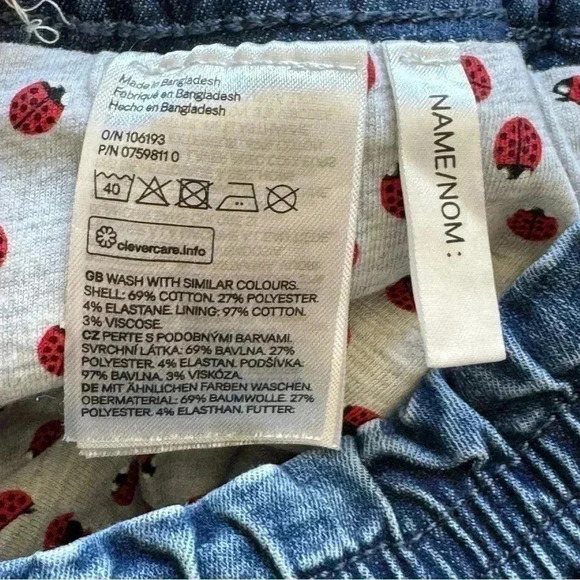 Made in Bangladesh
Fabriqué en Bangladesh
Hecho en Bangladesh
O/N 106193
P/N 0759811 0
40
clevercare.info
GB WASH WITH SIMILAR COLOURS.
SHELL: 69% COTTON. 27% POLYESTER.
4% ELASTANE. LINING: 97% COTTON.
3% VISCOSE.
CZ PERTE S PODOBNÝMI BARVAMI.
SVRCHNÍ LÁTKA: 69% BAVLNA. 27%
POLYESTER. 4% ELASTAN. PODŠÍVKA:
97% BAVLNA. 3% VISKÓZA.
DE MIT ÄHNLICHEN FARBEN WASCHEN.
OBERMATERIAL: 69% BAUMWOLLE. 27%
POLYESTER. 4% ELASTHAN. FUTTER:
NAME/NOM: